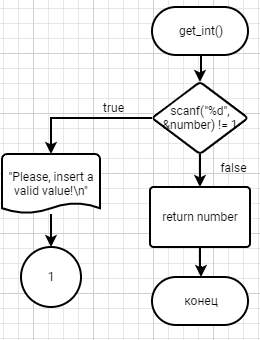 get_int()
scanf("%d",
&number) != 1
true
false
"Please, insert a
valid value!\n"
return number
1
конец